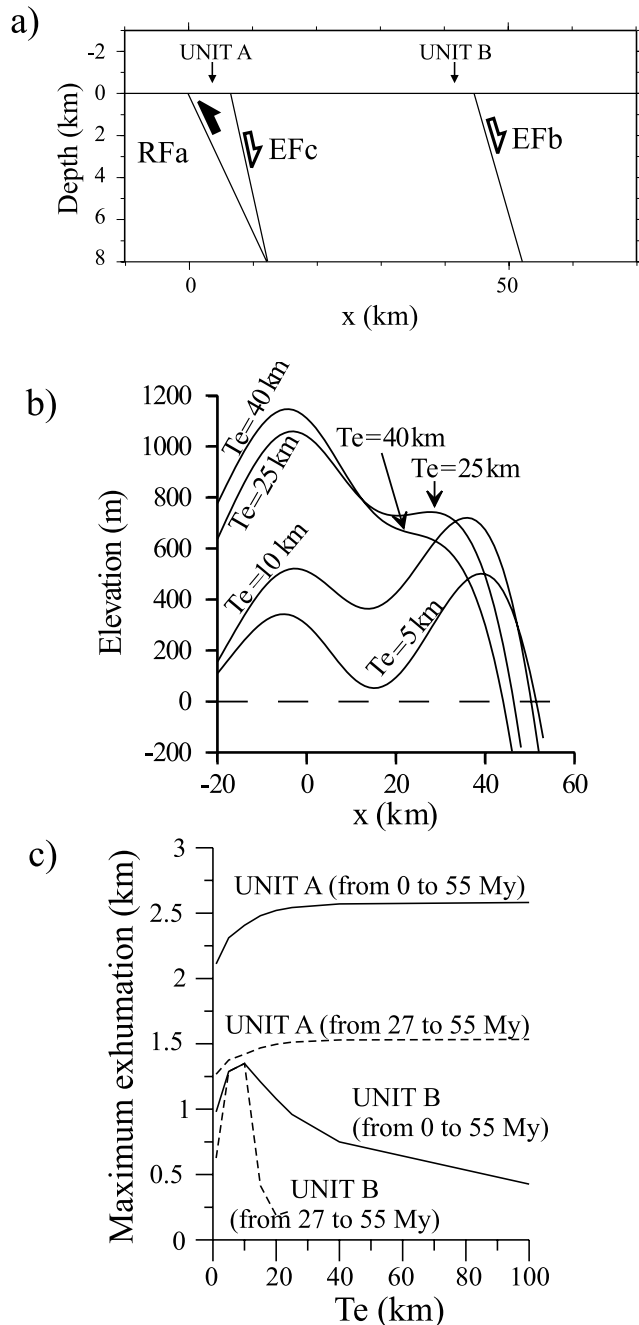 a)
UNIT A
UNIT B
-2
0
2
4
6
8
Depth (km)
RFa
EFc
EFb
0
50
x (km)
b)
1200
1000
800
600
400
200
0
-200
Elevation (m)
Te=40km
Te=25km
Te=10 km
Te=5km
Te=40km
Te=25km
-20
0
20
40
60
x (km)
c)
3
2.5
2
1.5
1
0.5
0
Maximum exhumation (km)
UNIT A (from 0 to 55 My)
UNIT A (from 27 to 55 My)
UNIT B
(from 0 to 55 My)
UNIT B
(from 27 to 55 My)
0
20
40
60
80
100
Te (km)